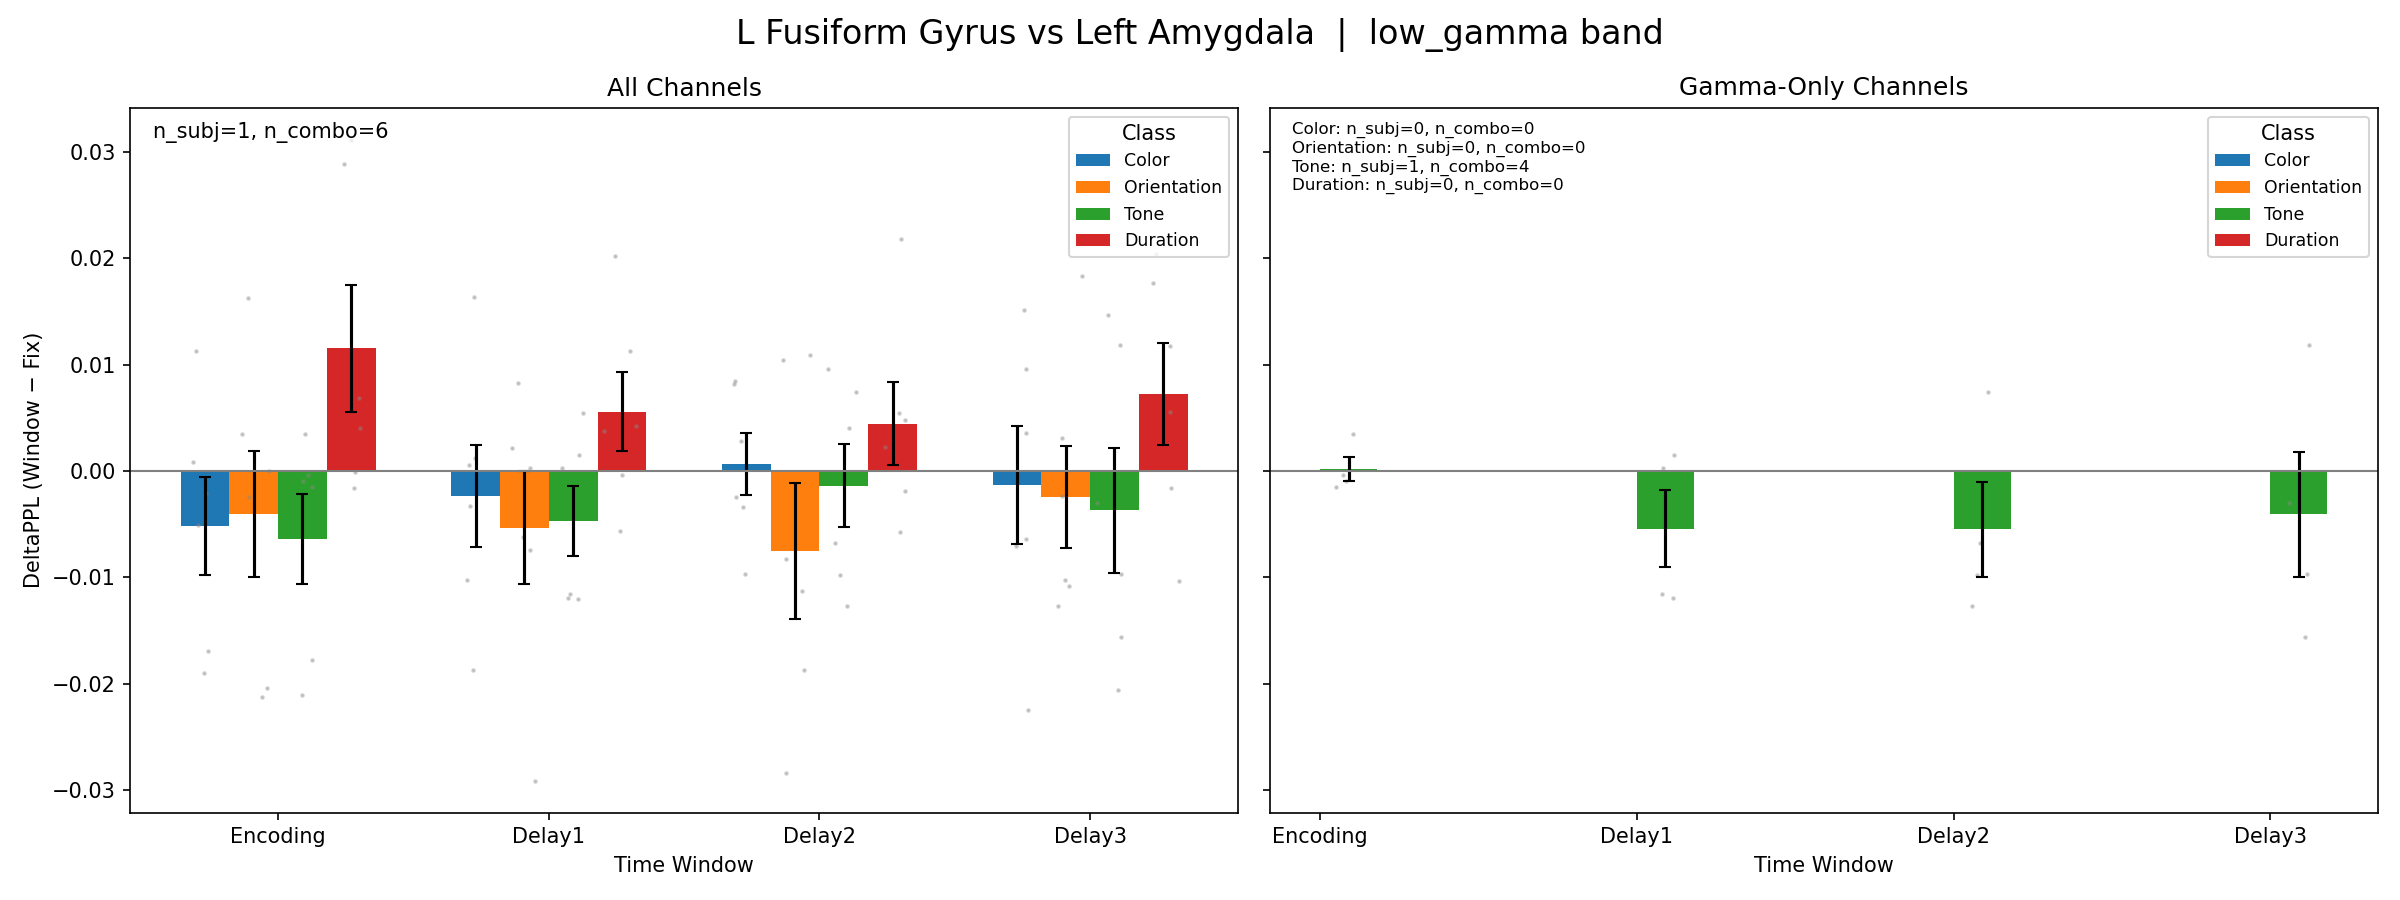 L Fusiform Gyrus vs Left Amygdala | low_gamma band
All Channels
n_subj=1, n_combo=6
Class
Color
Orientation
Tone
Duration
0.03
0.02
0.01
0.00
−0.01
−0.02
−0.03
DeltaPPL (Window − Fix)
Encoding
Delay1
Delay2
Delay3
Time Window
Gamma-Only Channels
Color: n_subj=0, n_combo=0
Orientation: n_subj=0, n_combo=0
Tone: n_subj=1, n_combo=4
Duration: n_subj=0, n_combo=0
Class
Color
Orientation
Tone
Duration
Encoding
Delay1
Delay2
Delay3
Time Window